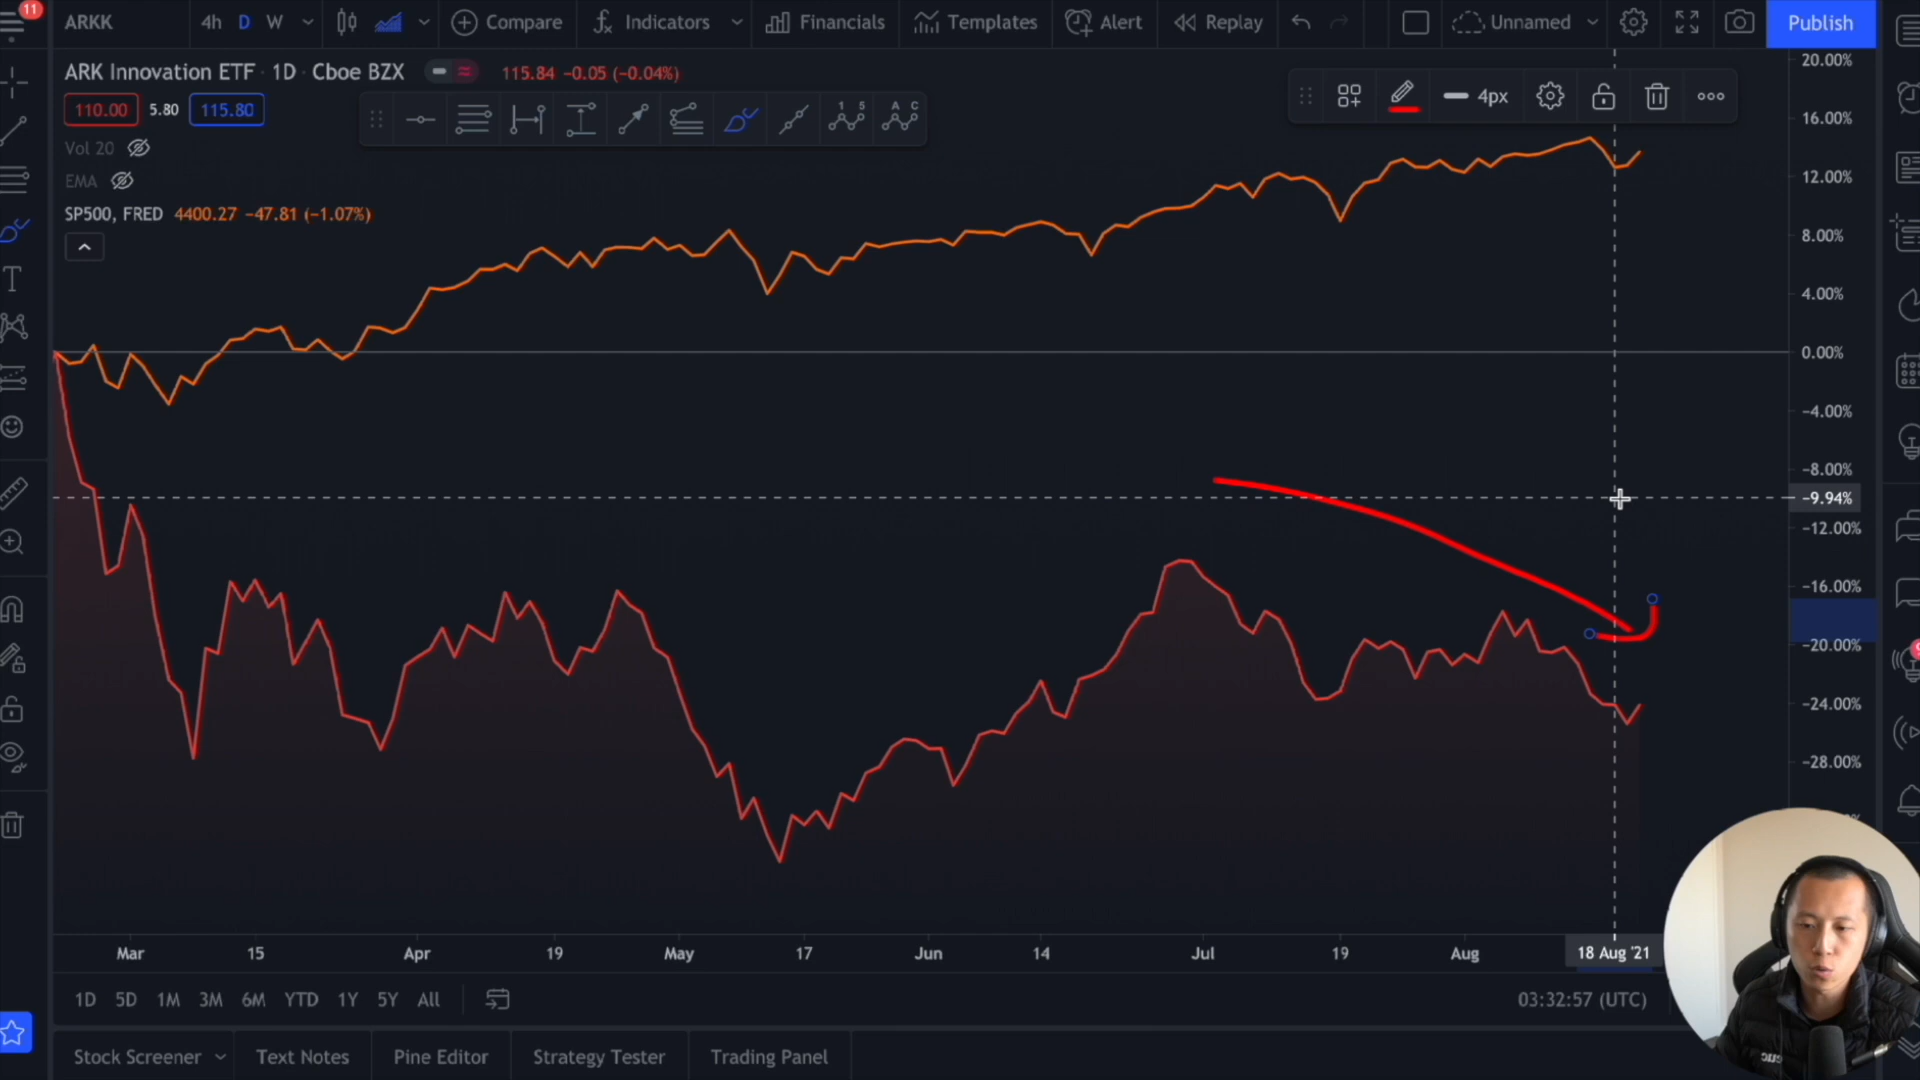 11
ARKK
4h D W
Compare
Indicators
Financials
Templates
Alert
Replay
Unnamed
Publish
ARK Innovation ETF · 1D · Cboe BZX
115.84 −0.05 (−0.04%)
110.00 5.80 115.80
4px
Vol 20
EMA
SP500, FRED 4400.27 −47.81 (−1.07%)
1 5
A C
20.00%
16.00%
12.00%
8.00%
4.00%
0.00%
−4.00%
−8.00%
−9.94%
−12.00%
−16.00%
−20.00%
−24.00%
−28.00%
Mar 15 Apr 19 May 17 Jun 14 Jul 19 Aug 18 Aug '21
1D 5D 1M 3M 6M YTD 1Y 5Y All
03:32:57 (UTC)
Stock Screener Text Notes Pine Editor Strategy Tester Trading Panel